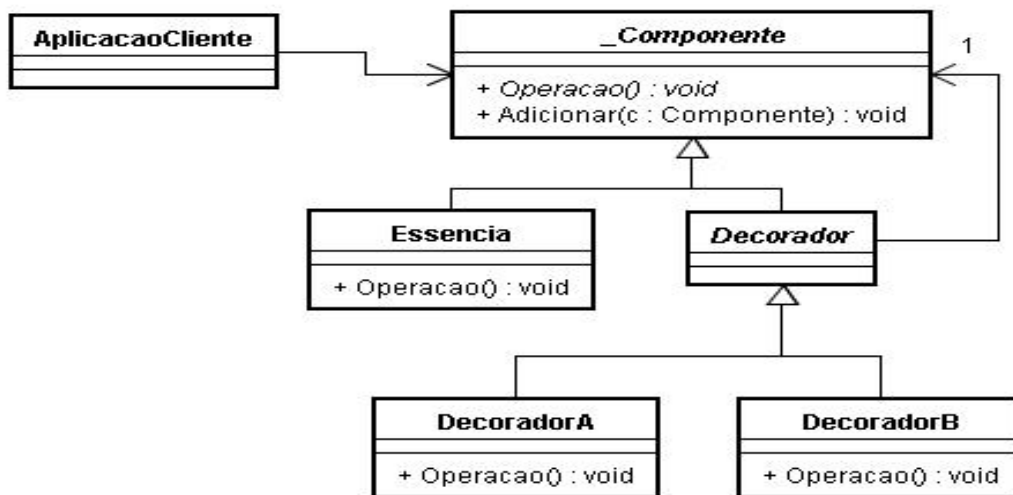 AplicacaoCliente
_Componente
+ Operacao() : void
+ Adicionar(c : Componente) : void
1
Essencia
+ Operacao() : void
Decorador
DecoradorA
+ Operacao() : void
DecoradorB
+ Operacao() : void